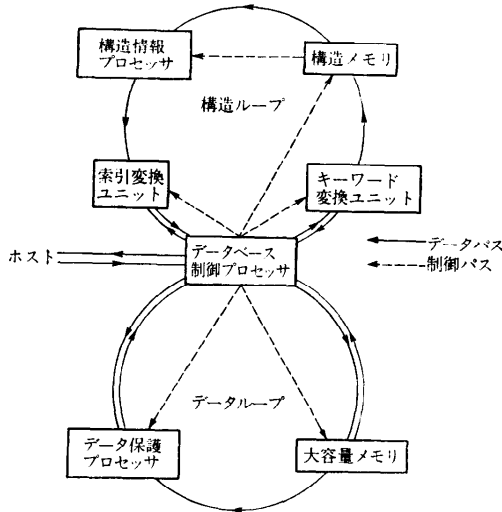 構造情報
プロセッサ
構造メモリ
構造ループ
索引変換
ユニット
キーワード
変換ユニット
ホスト
データベース
制御プロセッサ
データパス
制御パス
データループ
データ保護
プロセッサ
大容量メモリ